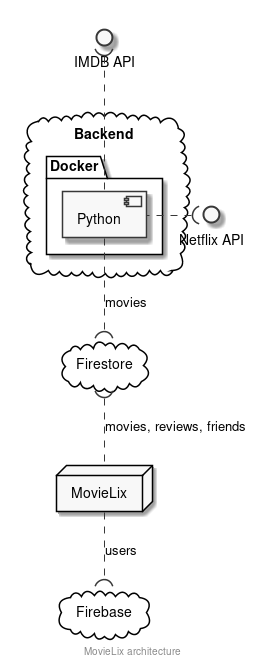 IMDB API
Backend
Docker
Python
Netflix API
movies
Firestore
movies, reviews, friends
MovieLix
users
Firebase
MovieLix architecture